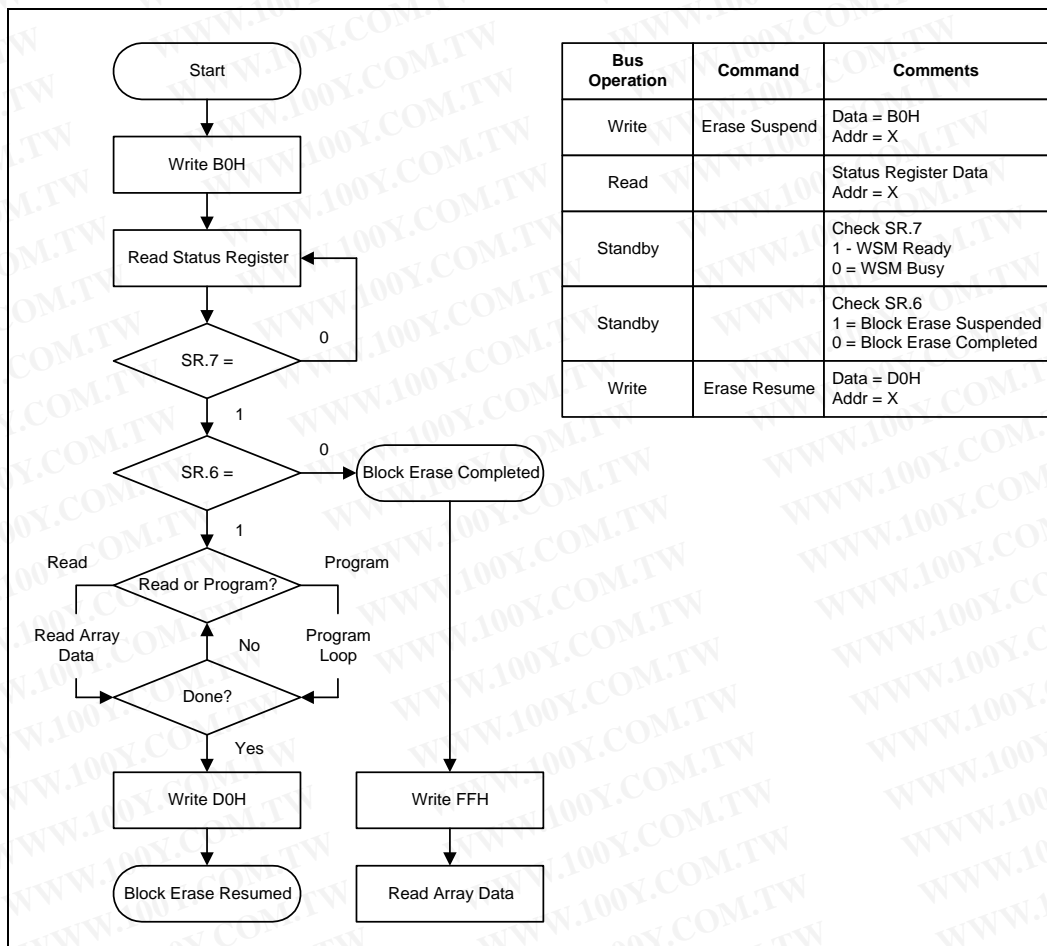 Start
Write B0H
Read Status Register
0
SR.7 =
1
0
SR.6 =
Block Erase Completed
1
Read
Program
Read or Program?
Read Array
Data
No
Program
Loop
Done?
Yes
Write D0H
Write FFH
Block Erase Resumed
Read Array Data
Bus
Operation
Command
Comments
Write
Erase Suspend
Data = B0H
Addr = X
Read
Status Register Data
Addr = X
Standby
Check SR.7
1 - WSM Ready
0 = WSM Busy
Standby
Check SR.6
1 = Block Erase Suspended
0 = Block Erase Completed
Write
Erase Resume
Data = D0H
Addr = X
WWW.100Y.COM.TW